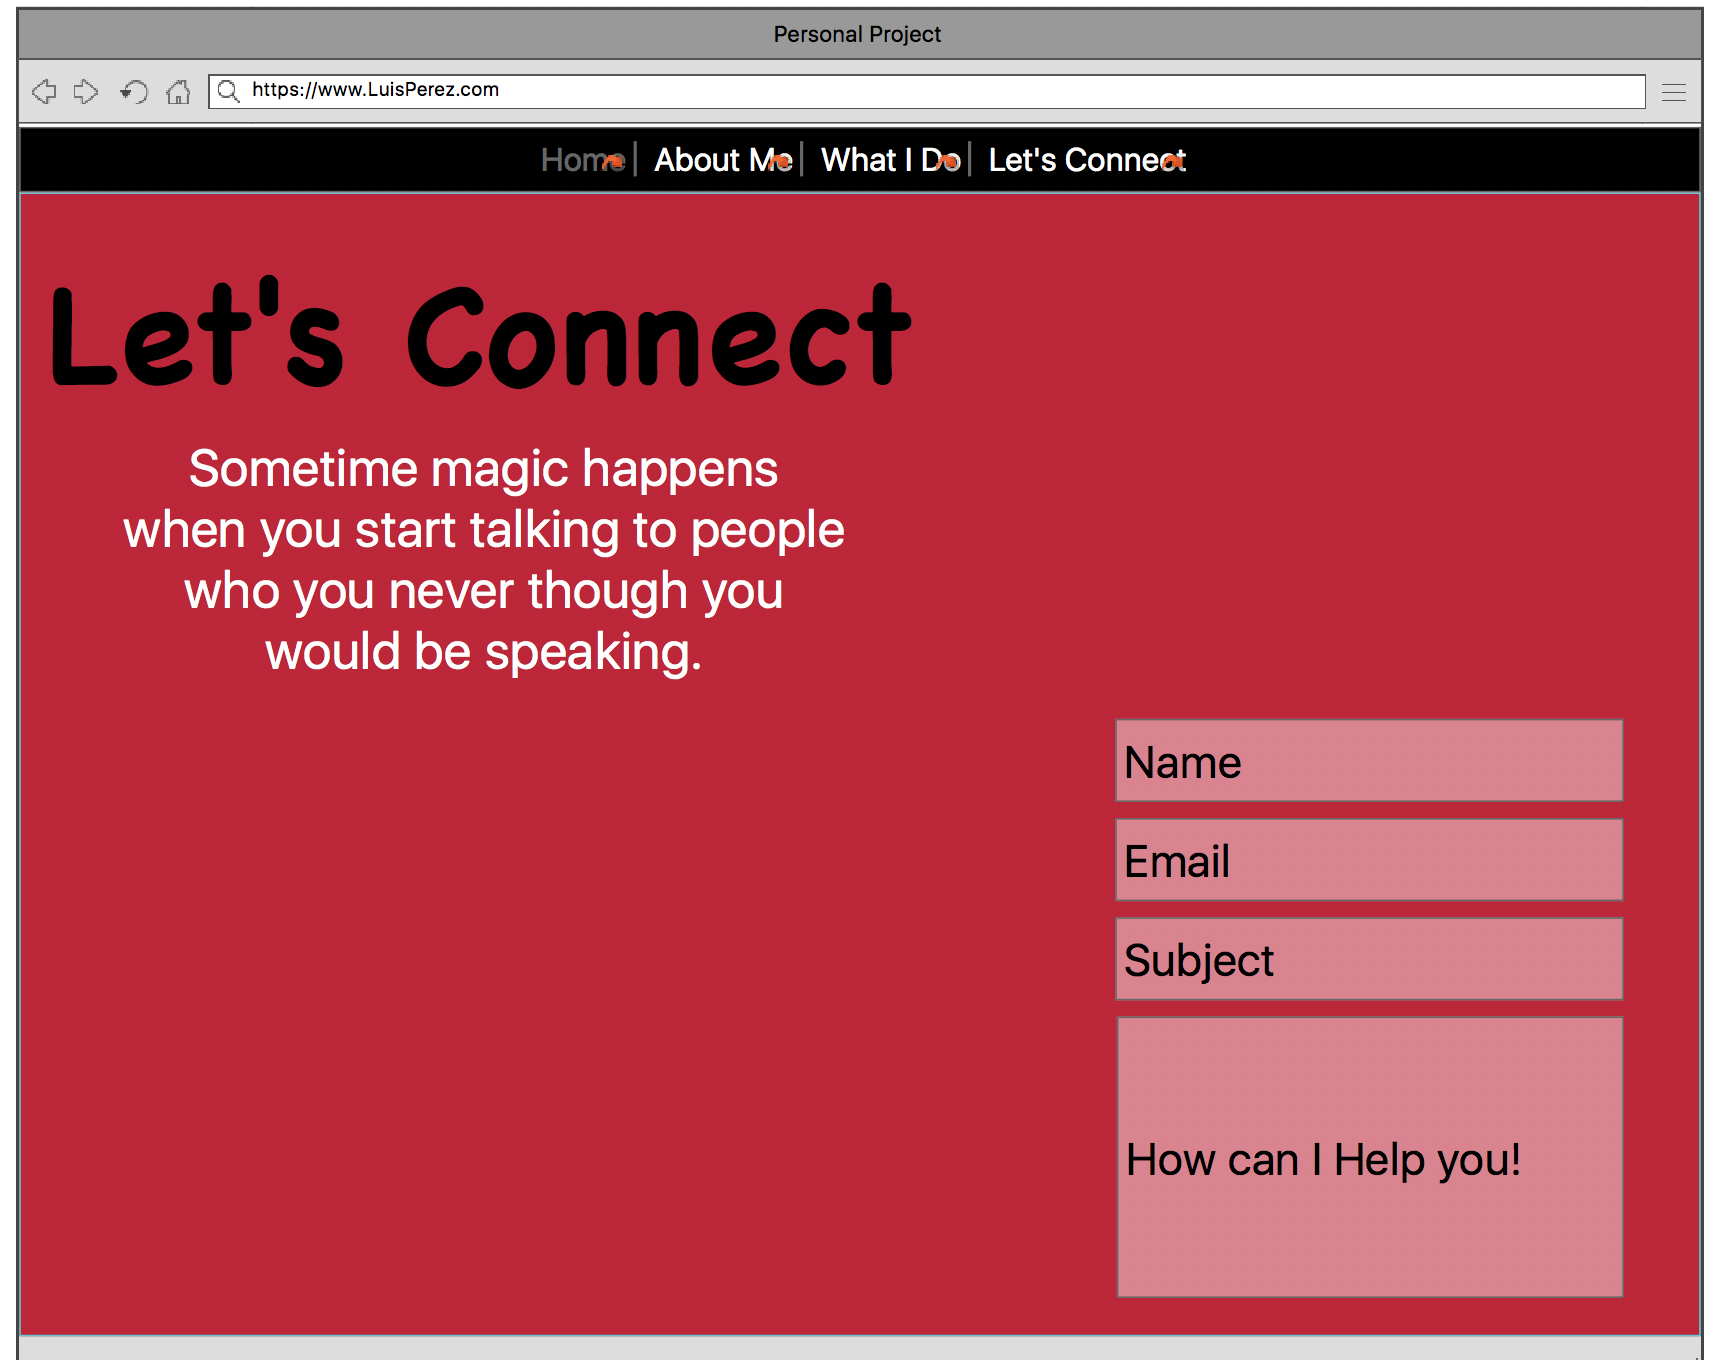 Personal Project
https://www.LuisPerez.com
Home | About Me | What I Do | Let's Connect
Let's Connect
Sometime magic happens
when you start talking to people
who you never though you
would be speaking.
Name
Email
Subject
How can I Help you!